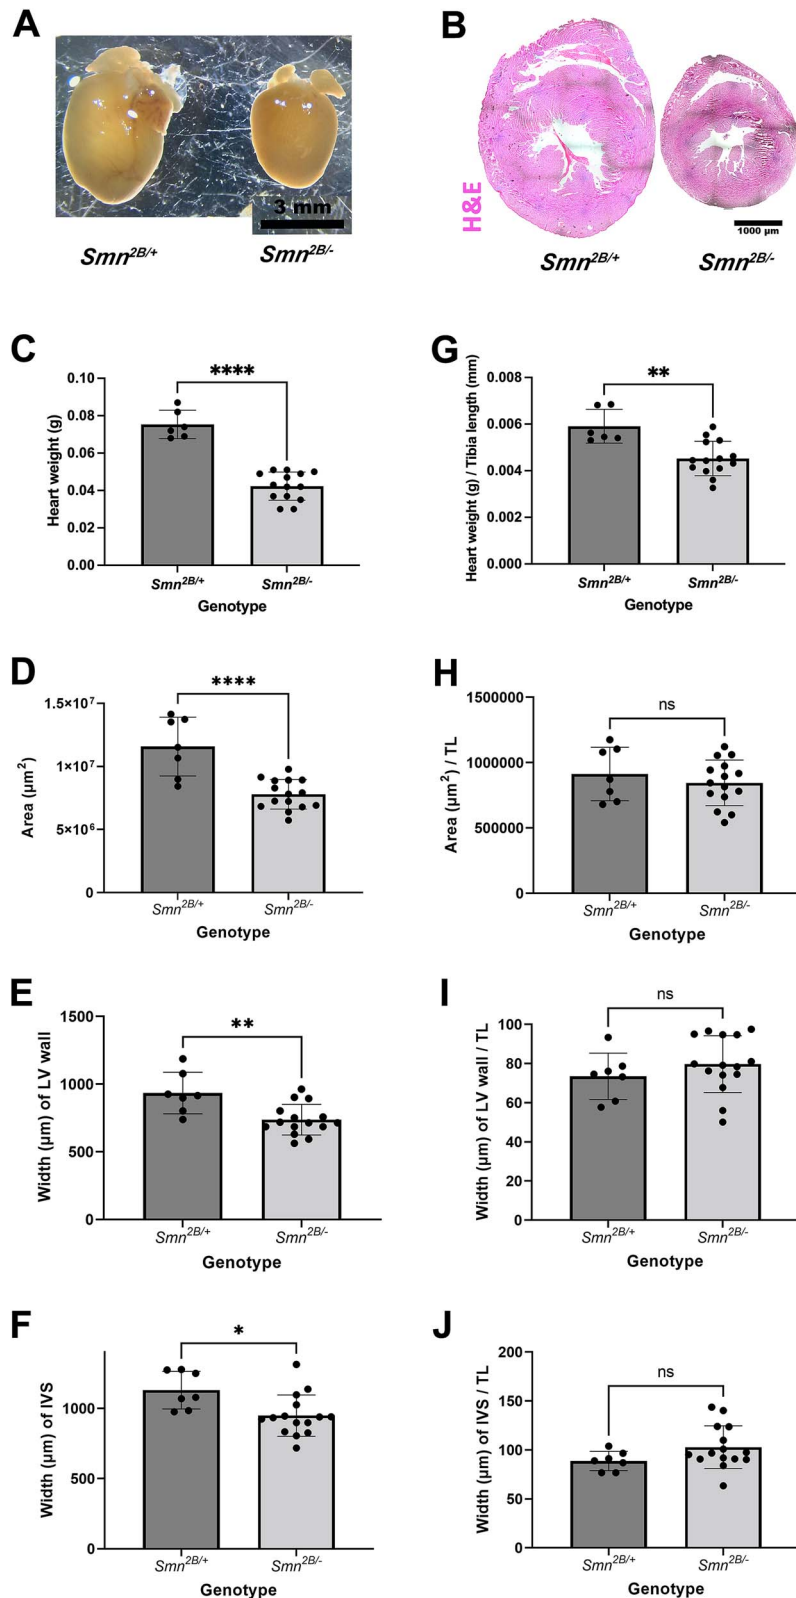 A
3 mm
Smn2B/+
Smn2B/-
B
H&E
1000 µm
Smn2B/+
Smn2B/-
C
****
Heart weight (g)
0.10
0.08
0.06
0.04
0.02
0.00
Smn2B/+
Smn2B/-
Genotype
G
**
Heart weight (g) / Tibia length (mm)
0.008
0.006
0.004
0.002
0.000
Smn2B/+
Smn2B/-
Genotype
D
****
Area (µm²)
1.5×10⁷
1×10⁷
5×10⁶
0
Smn2B/+
Smn2B/-
Genotype
H
ns
Area (µm²) / TL
1500000
1000000
500000
0
Smn2B/+
Smn2B/-
Genotype
E
**
Width (µm) of LV wall
1500
1000
500
0
Smn2B/+
Smn2B/-
Genotype
I
ns
Width (µm) of LV wall / TL
100
80
60
40
20
0
Smn2B/+
Smn2B/-
Genotype
F
*
Width (µm) of IVS
1000
500
0
Smn2B/+
Smn2B/-
Genotype
J
ns
Width (µm) of IVS / TL
200
150
100
50
0
Smn2B/+
Smn2B/-
Genotype